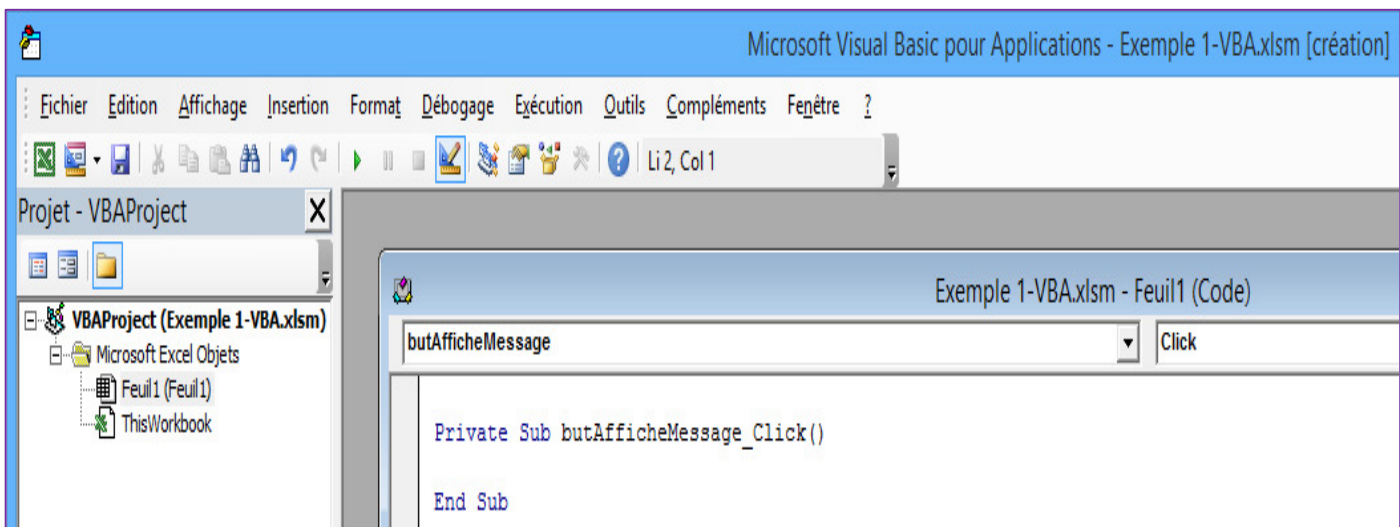 Microsoft Visual Basic pour Applications - Exemple 1-VBA.xlsm [création]
Fichier Edition Affichage Insertion Format Débogage Exécution Outils Compléments Fenêtre ?
Li 2, Col 1
Projet - VBAProject
Exemple 1-VBA.xlsm - Feuil1 (Code)
VBAProject (Exemple 1-VBA.xlsm)
butAfficheMessage Click
Microsoft Excel Objets
Feuil1 (Feuil1)
ThisWorkbook
Private Sub butAfficheMessage_Click()
End Sub